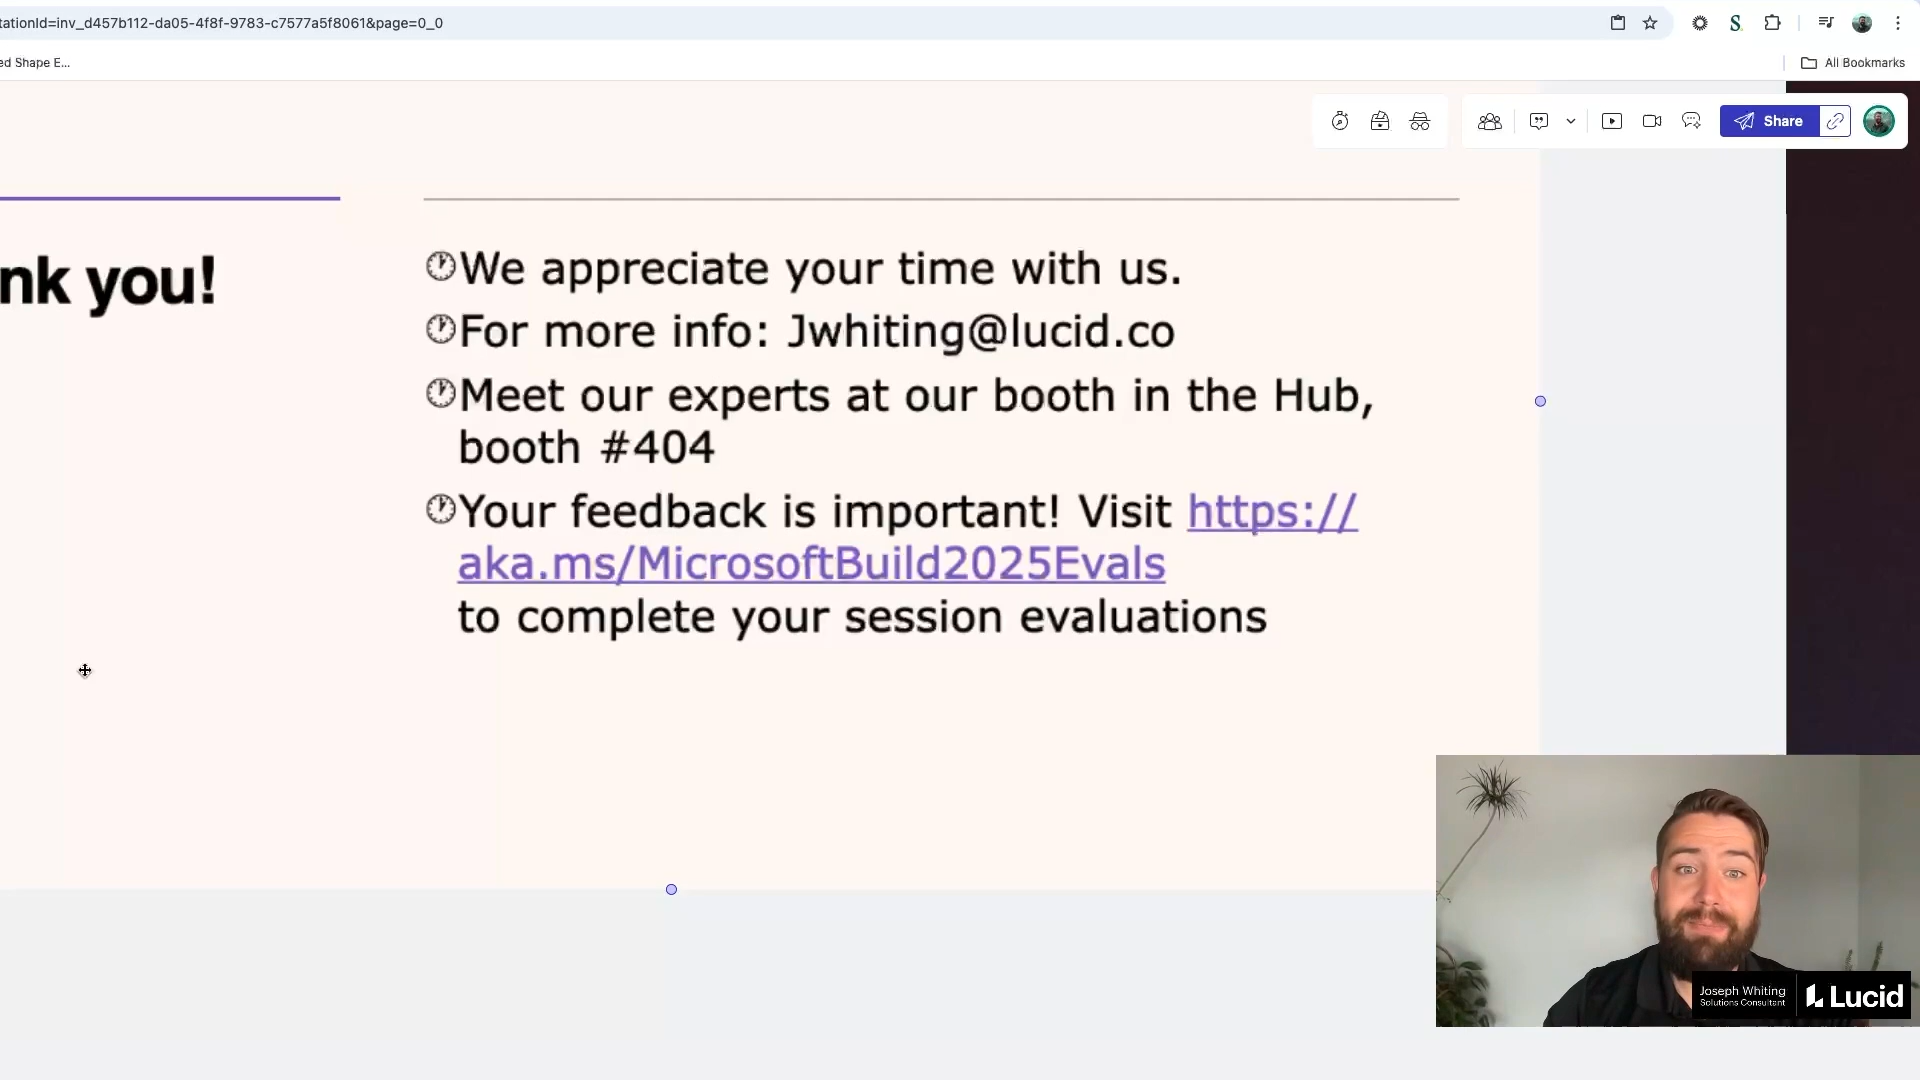 tationId=inv_d457b112-da05-4f8f-9783-c7577a5f8061&page=0_0
ed Shape E...
All Bookmarks
Share
nk you!
We appreciate your time with us.
For more info: Jwhiting@lucid.co
Meet our experts at our booth in the Hub,
booth #404
Your feedback is important! Visit https://
aka.ms/MicrosoftBuild2025Evals
to complete your session evaluations
Joseph Whiting
Solutions Consultant
Lucid